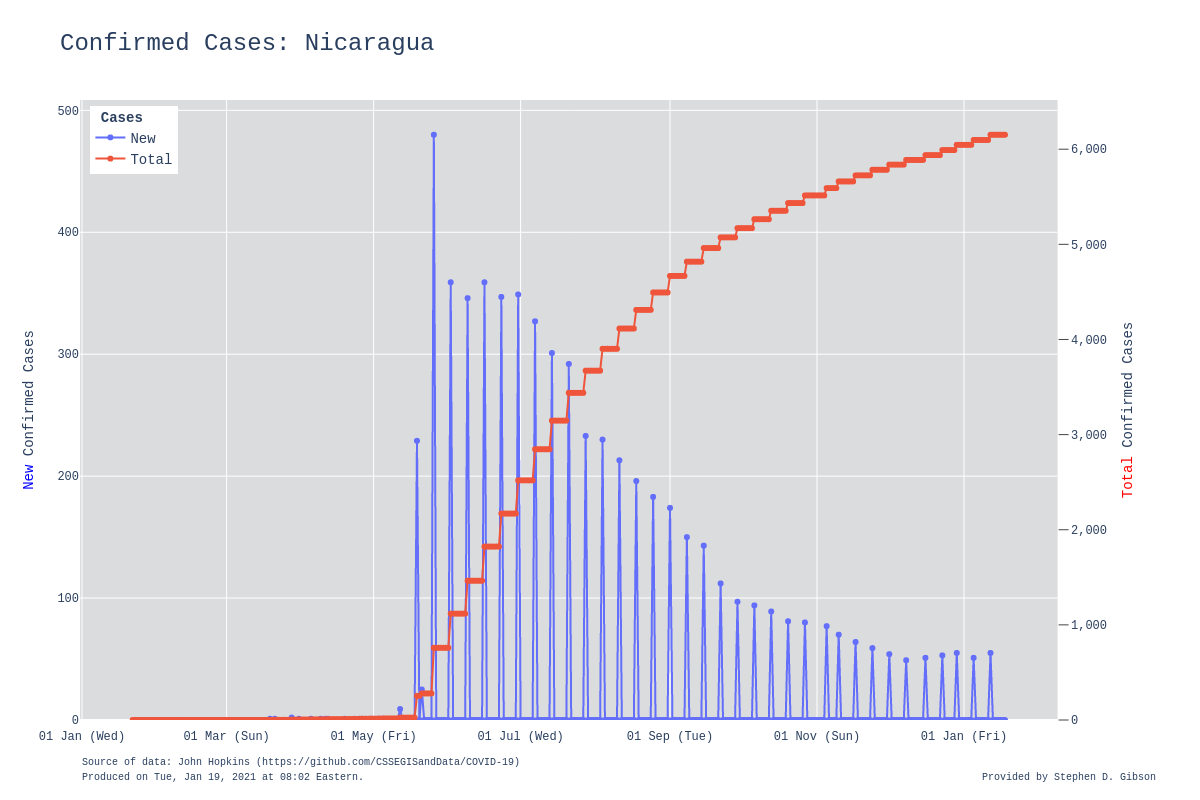 Confirmed Cases: Nicaragua
Cases
New
Total
500
400
300
200
100
0
New Confirmed Cases
6,000
5,000
4,000
3,000
2,000
1,000
0
Total Confirmed Cases
01 Jan (Wed)
01 Mar (Sun)
01 May (Fri)
01 Jul (Wed)
01 Sep (Tue)
01 Nov (Sun)
01 Jan (Fri)
Source of data: John Hopkins (https://github.com/CSSEGISandData/COVID-19)
Produced on Tue, Jan 19, 2021 at 08:02 Eastern.
Provided by Stephen D. Gibson